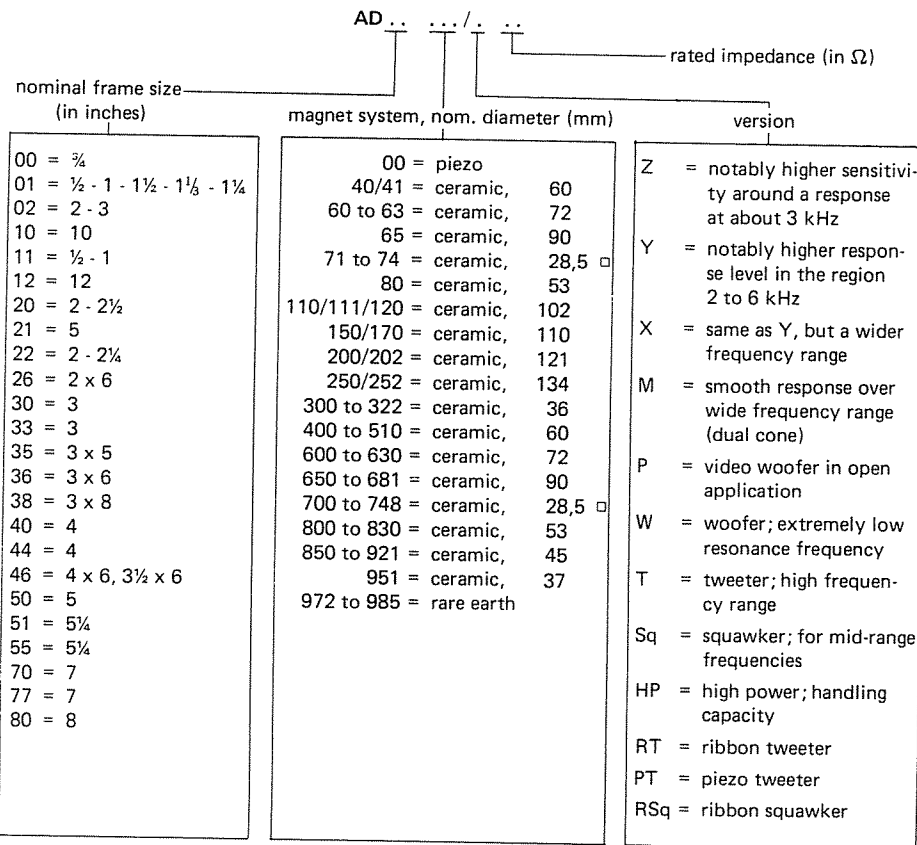 AD .. .../. ..
rated impedance (in Ω)
nominal frame size
(in inches)
magnet system, nom. diameter (mm)
version
00 = ¾
01 = ½ - 1 - 1½ - 1⅓ - 1¼
02 = 2 - 3
10 = 10
11 = ½ - 1
12 = 12
20 = 2 - 2½
21 = 5
22 = 2 - 2¼
26 = 2 x 6
30 = 3
33 = 3
35 = 3 x 5
36 = 3 x 6
38 = 3 x 8
40 = 4
44 = 4
46 = 4 x 6, 3½ x 6
50 = 5
51 = 5¼
55 = 5¼
70 = 7
77 = 7
80 = 8
00 = piezo
40/41 = ceramic, 60
60 to 63 = ceramic, 72
65 = ceramic, 90
71 to 74 = ceramic, 28,5 □
80 = ceramic, 53
110/111/120 = ceramic, 102
150/170 = ceramic, 110
200/202 = ceramic, 121
250/252 = ceramic, 134
300 to 322 = ceramic, 36
400 to 510 = ceramic, 60
600 to 630 = ceramic, 72
650 to 681 = ceramic, 90
700 to 748 = ceramic, 28,5 □
800 to 830 = ceramic, 53
850 to 921 = ceramic, 45
951 = ceramic, 37
972 to 985 = rare earth
Z = notably higher sensitivi-
ty around a response
at about 3 kHz
Y = notably higher respon-
se level in the region
2 to 6 kHz
X = same as Y, but a wider
frequency range
M = smooth response over
wide frequency range
(dual cone)
P = video woofer in open
application
W = woofer; extremely low
resonance frequency
T = tweeter; high frequen-
cy range
Sq = squawker; for mid-range
frequencies
HP = high power; handling
capacity
RT = ribbon tweeter
PT = piezo tweeter
RSq = ribbon squawker